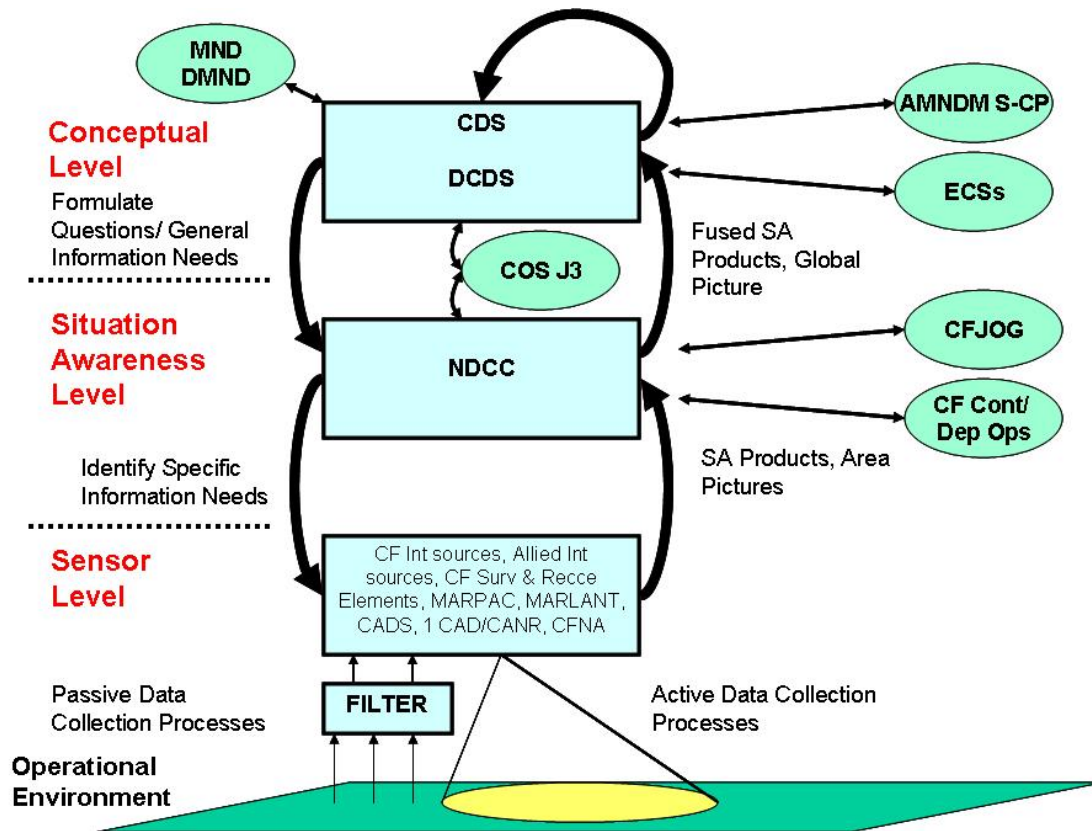 MND
DMND
CDS
DCDS
AMNDM S-CP
ECSs
Conceptual
Level
Formulate
Questions/ General
Information Needs
COS J3
Fused SA
Products, Global
Picture
Situation
Awareness
Level
NDCC
CFJOG
CF Cont/
Dep Ops
Identify Specific
Information Needs
SA Products, Area
Pictures
Sensor
Level
CF Int sources, Allied Int
sources, CF Surv & Recce
Elements, MARPAC, MARLANT,
CADS, 1 CAD/CANR, CFNA
Passive Data
Collection Processes
FILTER
Active Data Collection
Processes
Operational
Environment